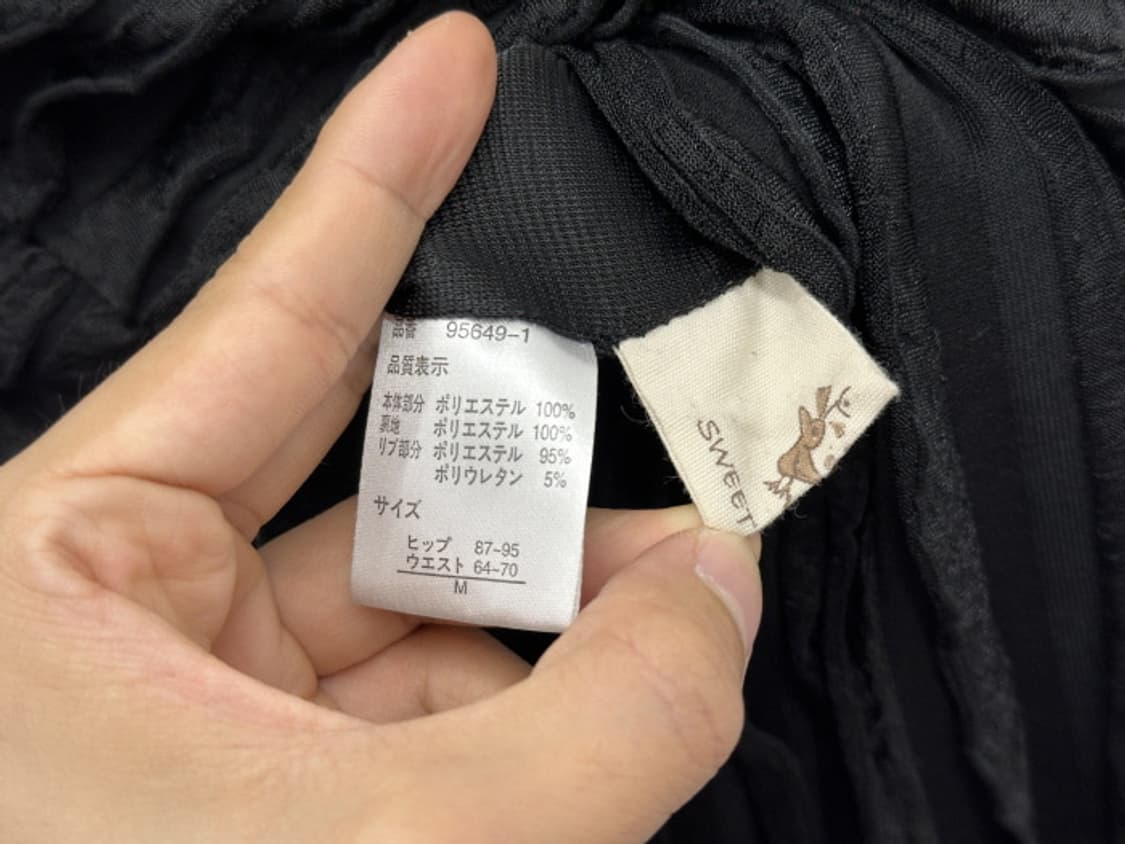 品番 95649-1
品質表示
本体部分 ポリエステル 100%
裏地 ポリエステル 100%
リブ部分 ポリエステル 95%
ポリウレタン 5%
サイズ
ヒップ 87~95
ウエスト 64~70
M
SWEET